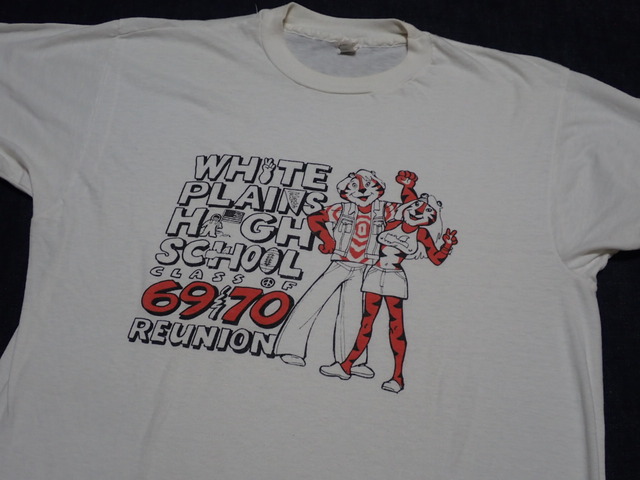 WHITE
PLAINS
HIGH
SCHOOL
CLASS OF
69 70
REUNION